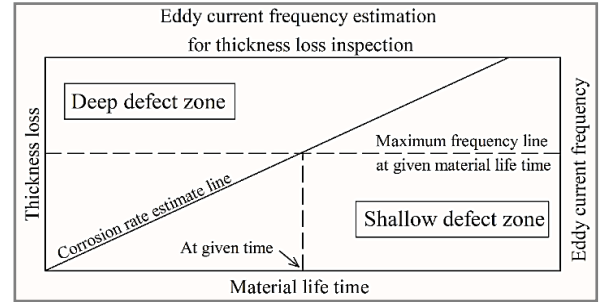 Eddy current frequency estimation
for thickness loss inspection
Deep defect zone
Thickness loss
Maximum frequency line
at given material life time
Corrosion rate estimate line
Shallow defect zone
At given time
Eddy current frequency
Material life time